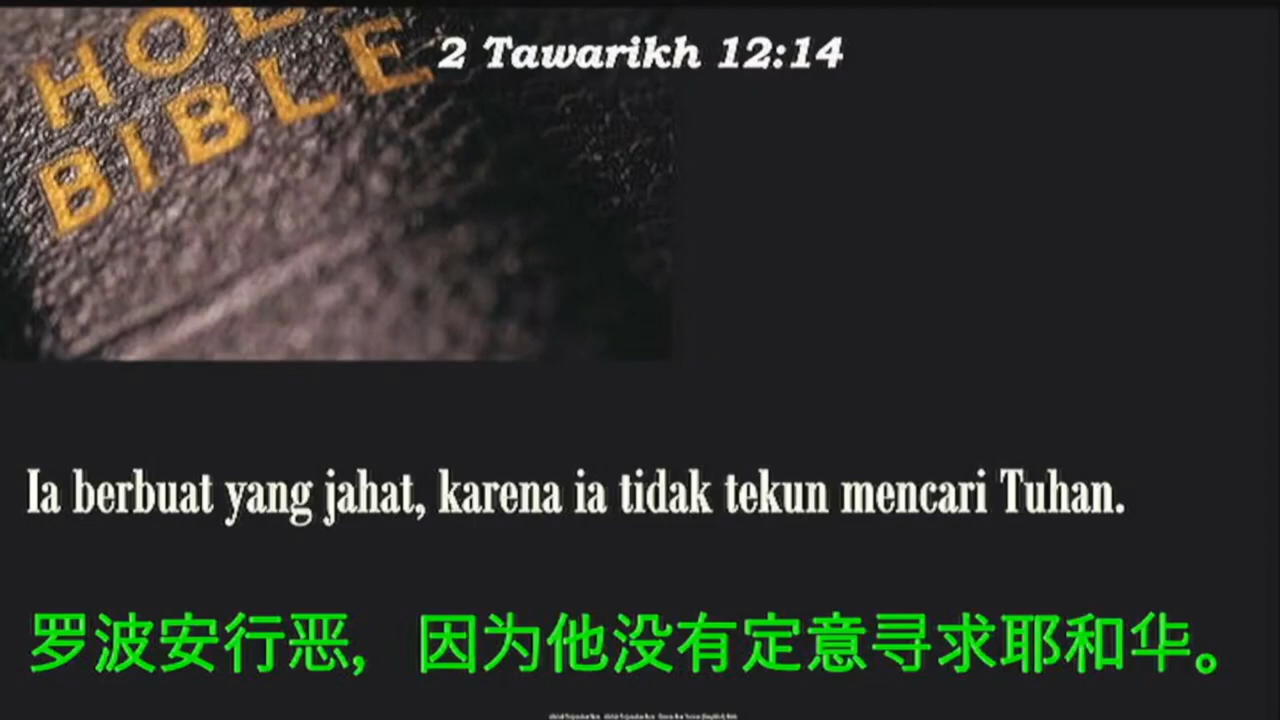 HOL
BIBLE
2 Tawarikh 12:14
Ia berbuat yang jahat, karena ia tidak tekun mencari Tuhan.
罗波安行恶, 因为他没有定意寻求耶和华。